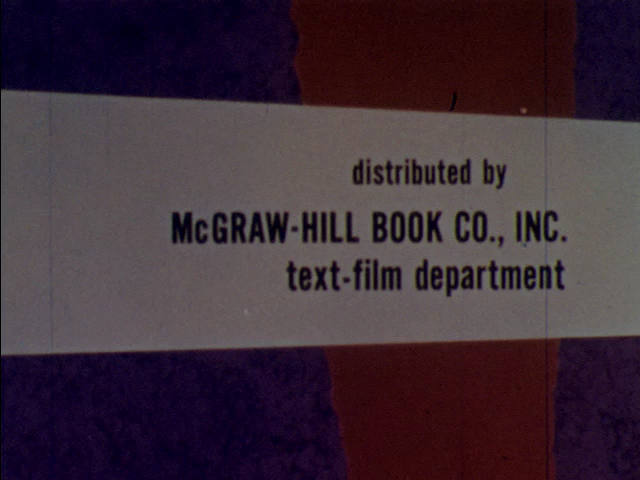 distributed by
McGRAW-HILL BOOK CO., INC.
text-film department